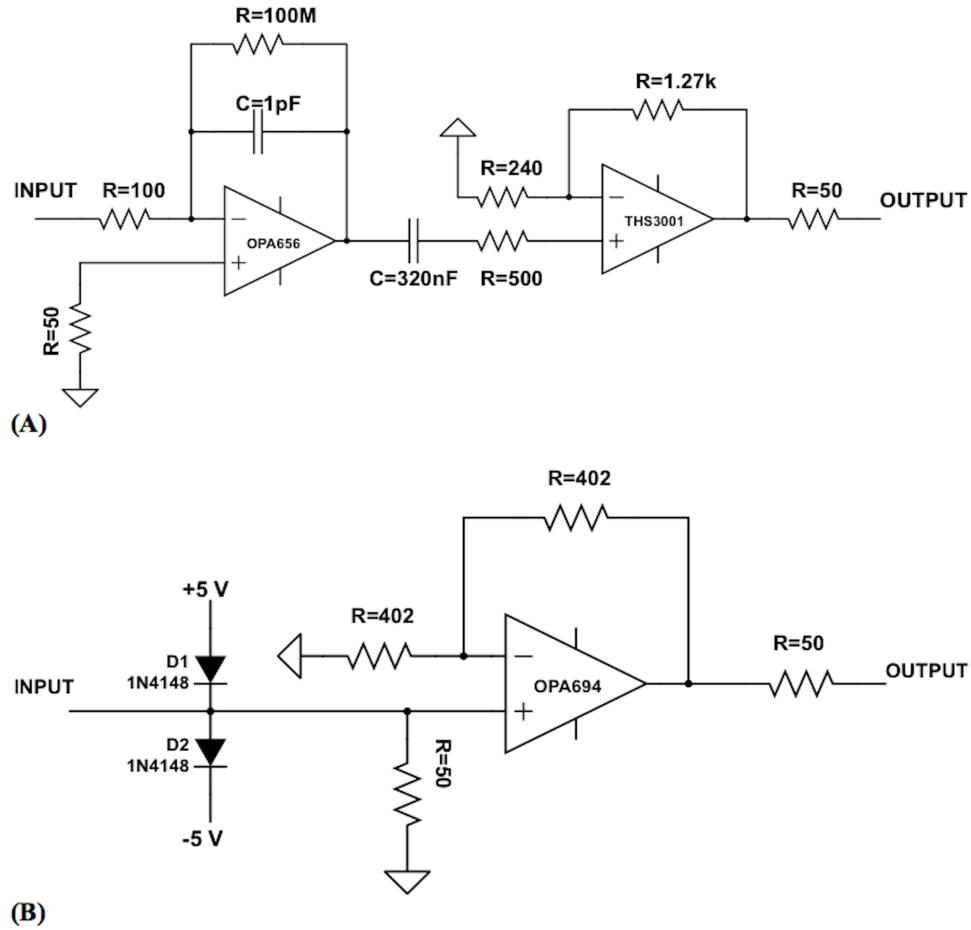 R=100M
C=1pF
R=1.27k
INPUT
R=100
R=240
R=50
OUTPUT
−
OPA656
+
−
THS3001
+
C=320nF
R=500
R=50
(A)
R=402
+5 V
R=402
D1
1N4148
INPUT
−
OPA694
+
R=50
OUTPUT
D2
1N4148
R=50
-5 V
(B)